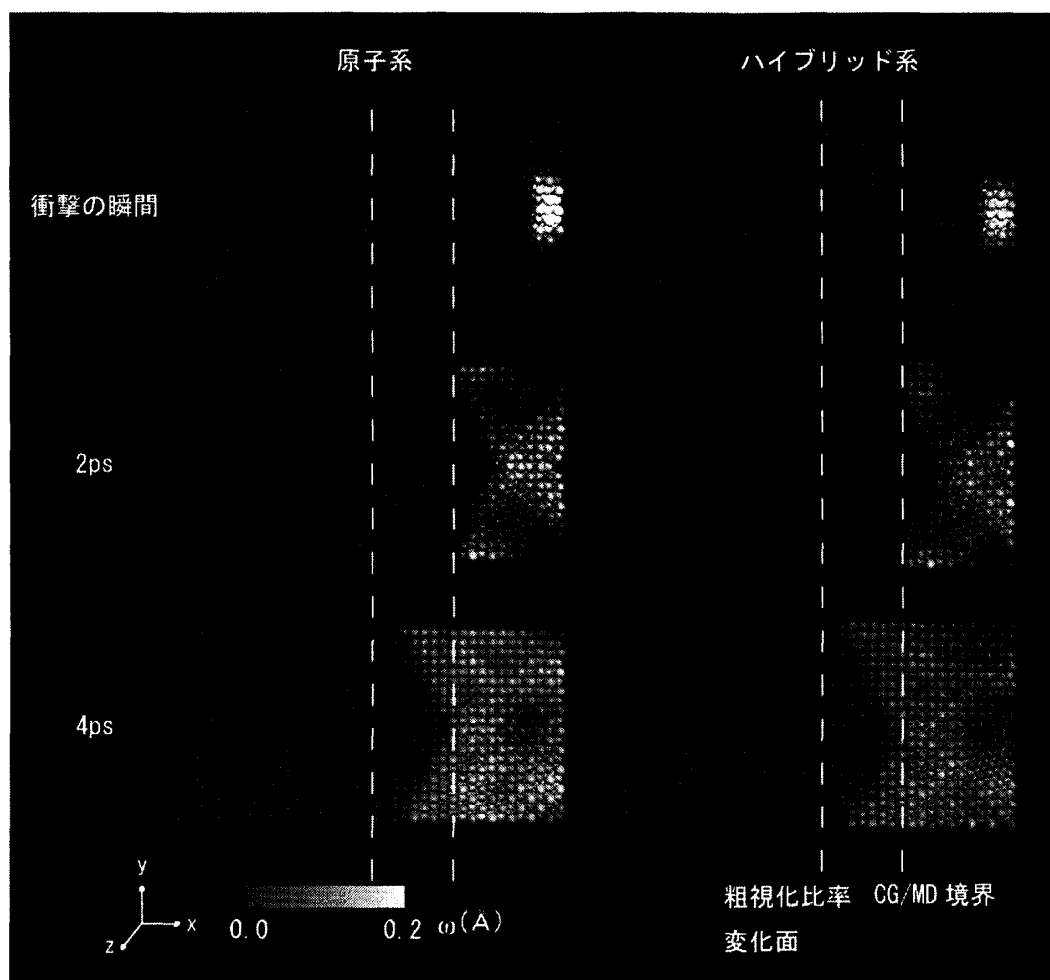 原子系
ハイブリッド系
衝撃の瞬間
2ps
4ps
y
x
z
0.0
0.2 ω(Å)
粗視化比率
変化面
CG/MD 境界